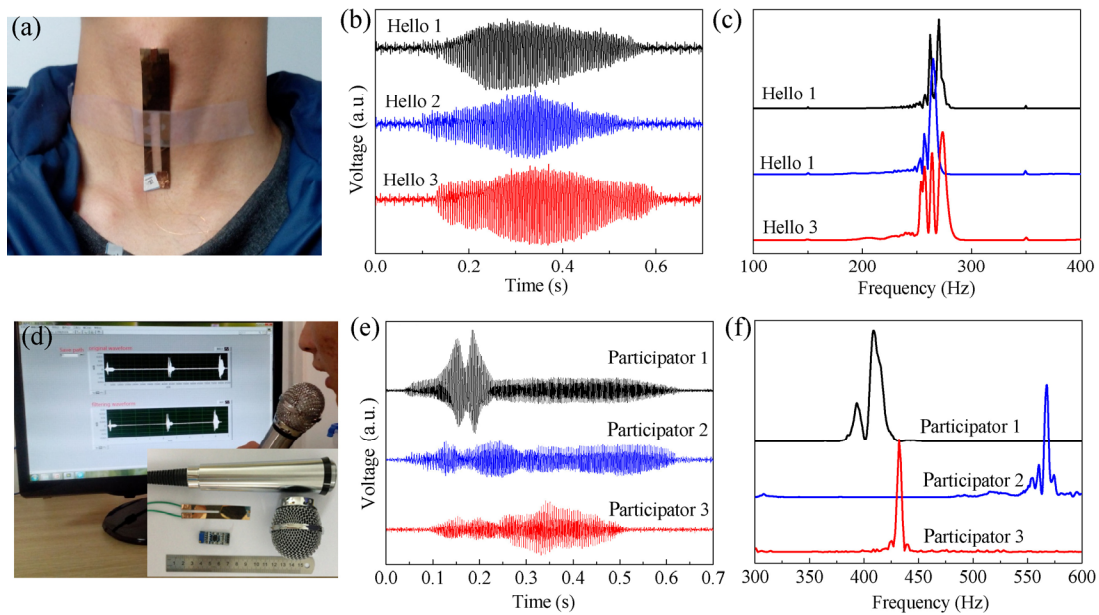 (a)
(b)
Hello 1
Hello 2
Hello 3
Voltage (a.u.)
0.0 0.2 0.4 0.6
Time (s)
(c)
Hello 1
Hello 1
Hello 3
100 200 300 400
Frequency (Hz)
(d)
original waveform
filtering waveform
(e)
Participator 1
Participator 2
Participator 3
Voltage (a.u.)
0.0 0.1 0.2 0.3 0.4 0.5 0.6 0.7
Time (s)
(f)
Participator 1
Participator 2
Participator 3
300 400 500 600
Frequency (Hz)